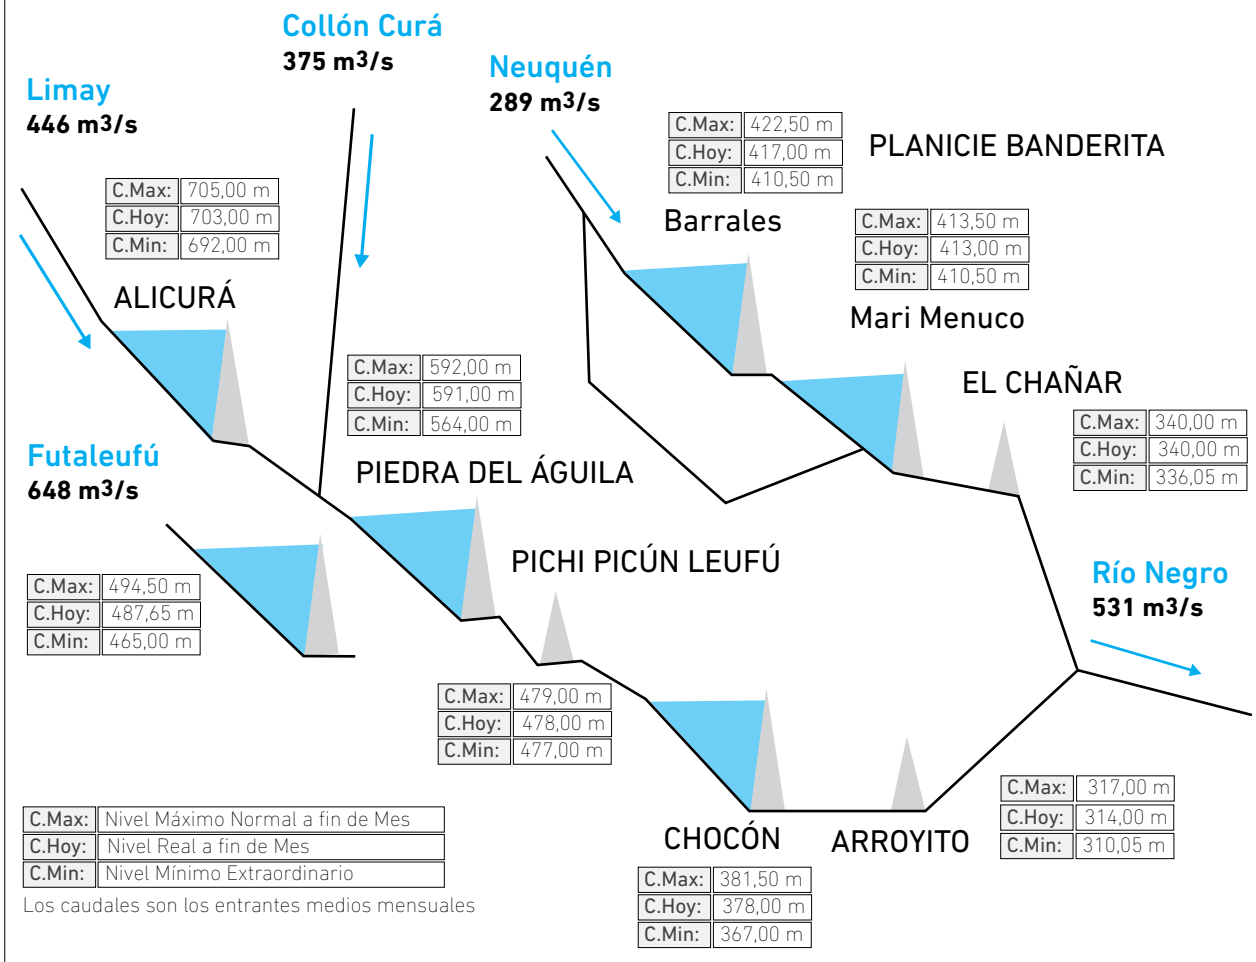 Collón Curá
375 m3/s
Neuquén
289 m3/s
Limay
446 m3/s
C.Max: 422,50 m
C.Hoy: 417,00 m
C.Min: 410,50 m
PLANICIE BANDERITA
Barrales
C.Max: 705,00 m
C.Hoy: 703,00 m
C.Min: 692,00 m
ALICURÁ
C.Max: 413,50 m
C.Hoy: 413,00 m
C.Min: 410,50 m
Mari Menuco
C.Max: 592,00 m
C.Hoy: 591,00 m
C.Min: 564,00 m
PIEDRA DEL ÁGUILA
EL CHAÑAR
C.Max: 340,00 m
C.Hoy: 340,00 m
C.Min: 336,05 m
Futaleufú
648 m3/s
C.Max: 494,50 m
C.Hoy: 487,65 m
C.Min: 465,00 m
PICHI PICÚN LEUFÚ
C.Max: 479,00 m
C.Hoy: 478,00 m
C.Min: 477,00 m
Río Negro
531 m3/s
C.Max: 317,00 m
C.Hoy: 314,00 m
C.Min: 310,05 m
CHOCÓN
ARROYITO
C.Max: 381,50 m
C.Hoy: 378,00 m
C.Min: 367,00 m
C.Max: Nivel Máximo Normal a fin de Mes
C.Hoy: Nivel Real a fin de Mes
C.Min: Nivel Mínimo Extraordinario
Los caudales son los entrantes medios mensuales